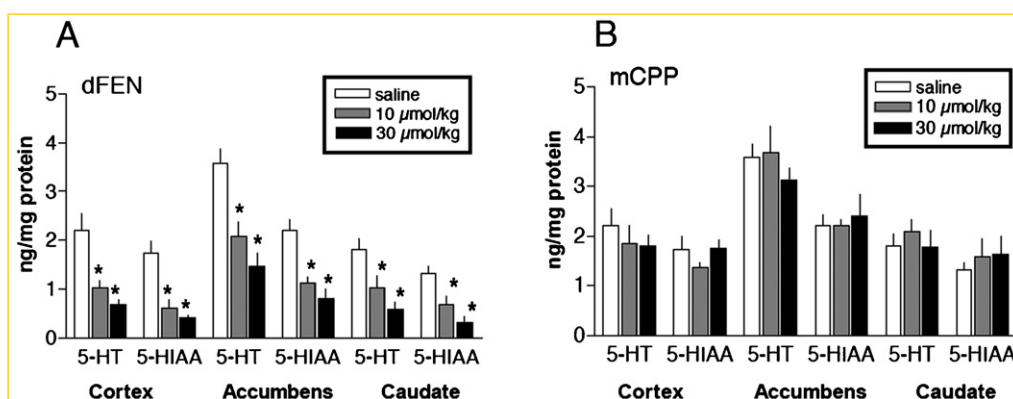 A
dFEN
saline
10 µmol/kg
30 µmol/kg
5
4
3
2
1
0
ng/mg protein
* * * * * * * * * * * *
5-HT 5-HIAA 5-HT 5-HIAA 5-HT 5-HIAA
Cortex Accumbens Caudate
B
mCPP
saline
10 µmol/kg
30 µmol/kg
5
4
3
2
1
0
ng/mg protein
5-HT 5-HIAA 5-HT 5-HIAA 5-HT 5-HIAA
Cortex Accumbens Caudate